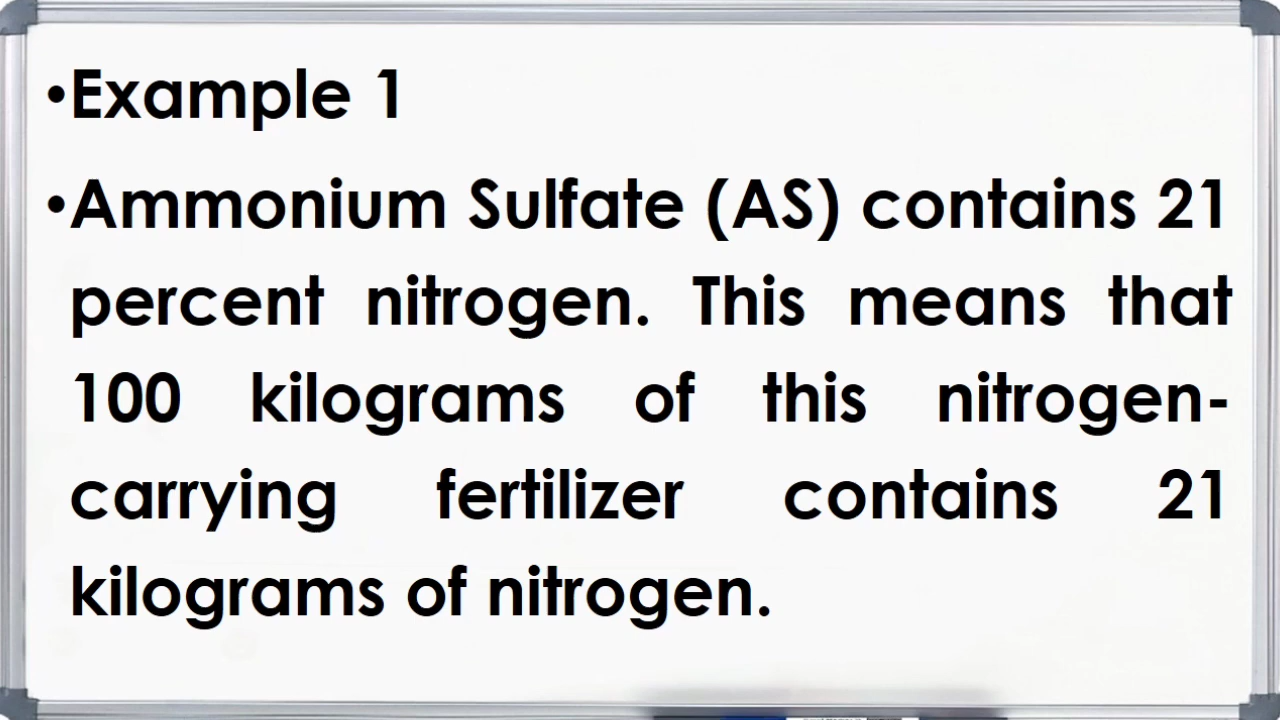 •Example 1
•Ammonium Sulfate (AS) contains 21
percent nitrogen. This means that
100 kilograms of this nitrogen-
carrying fertilizer contains 21
kilograms of nitrogen.